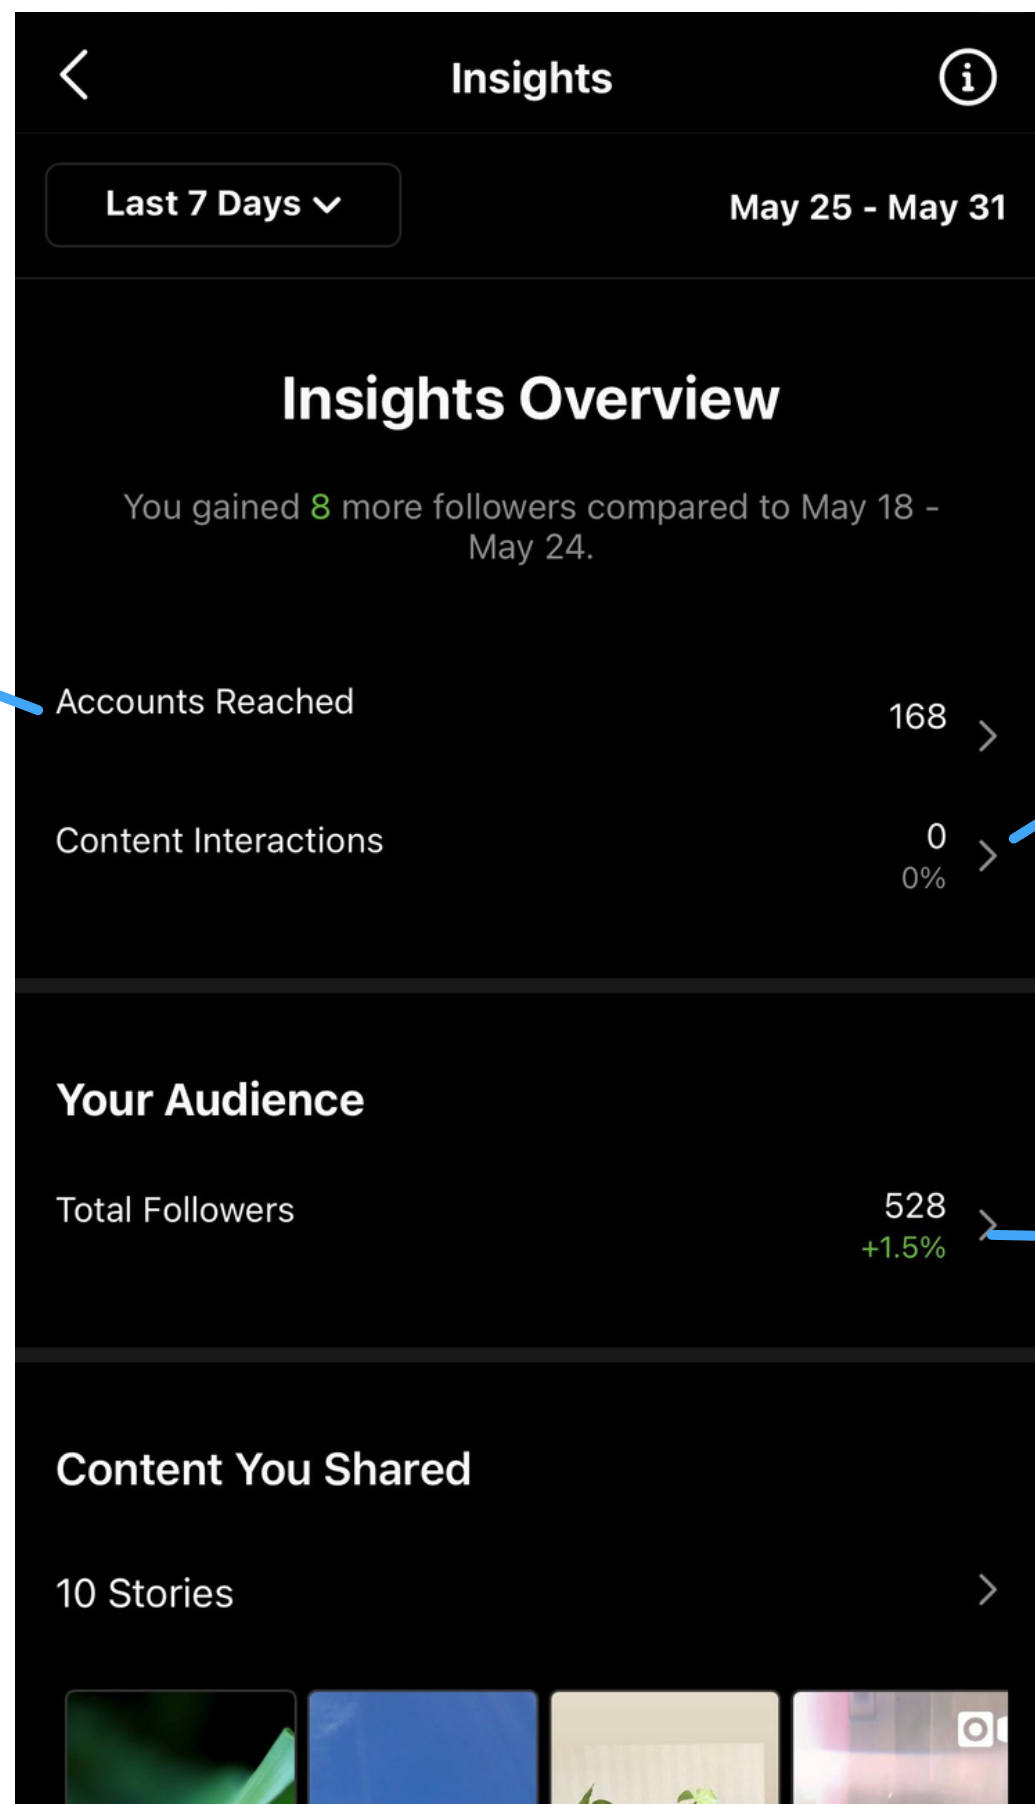 Insights
Last 7 Days
May 25 - May 31
Insights Overview
You gained 8 more followers compared to May 18 -
May 24.
Accounts Reached
168
Content Interactions
0
0%
Your Audience
Total Followers
528
+1.5%
Content You Shared
10 Stories